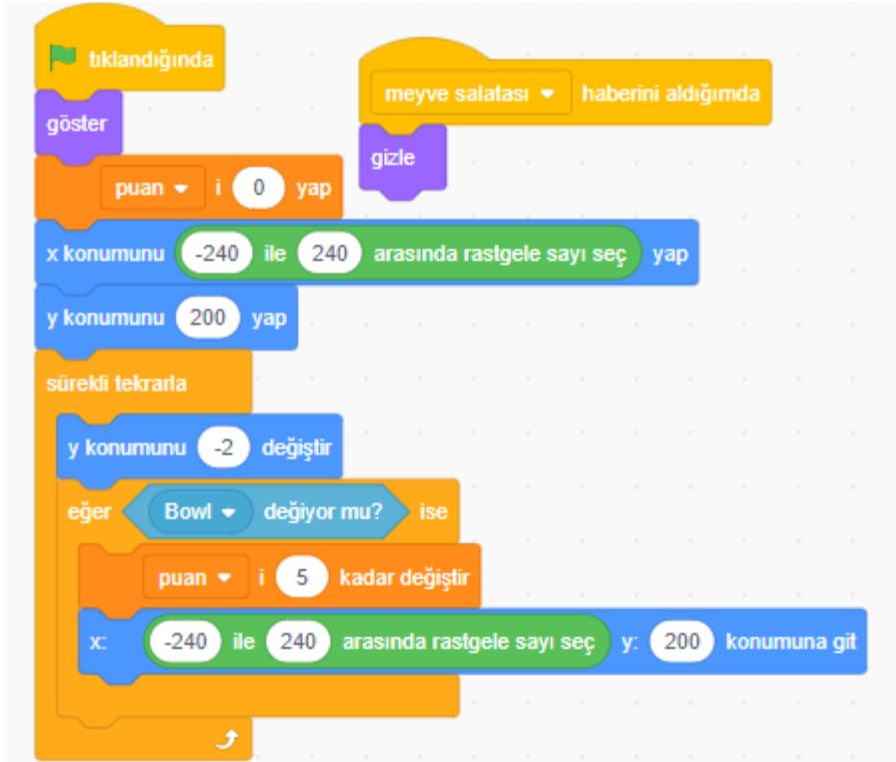 tıklandığında
göster
puan i 0 yap
x konumunu -240 ile 240 arasında rastgele sayı seç yap
y konumunu 200 yap
sürekli tekrarla
y konumunu -2 değiştir
eğer Bowl değiyor mu? ise
puan i 5 kadar değiştir
x: -240 ile 240 arasında rastgele sayı seç y: 200 konumuna git
meyve salatası haberini aldığımda
gizle